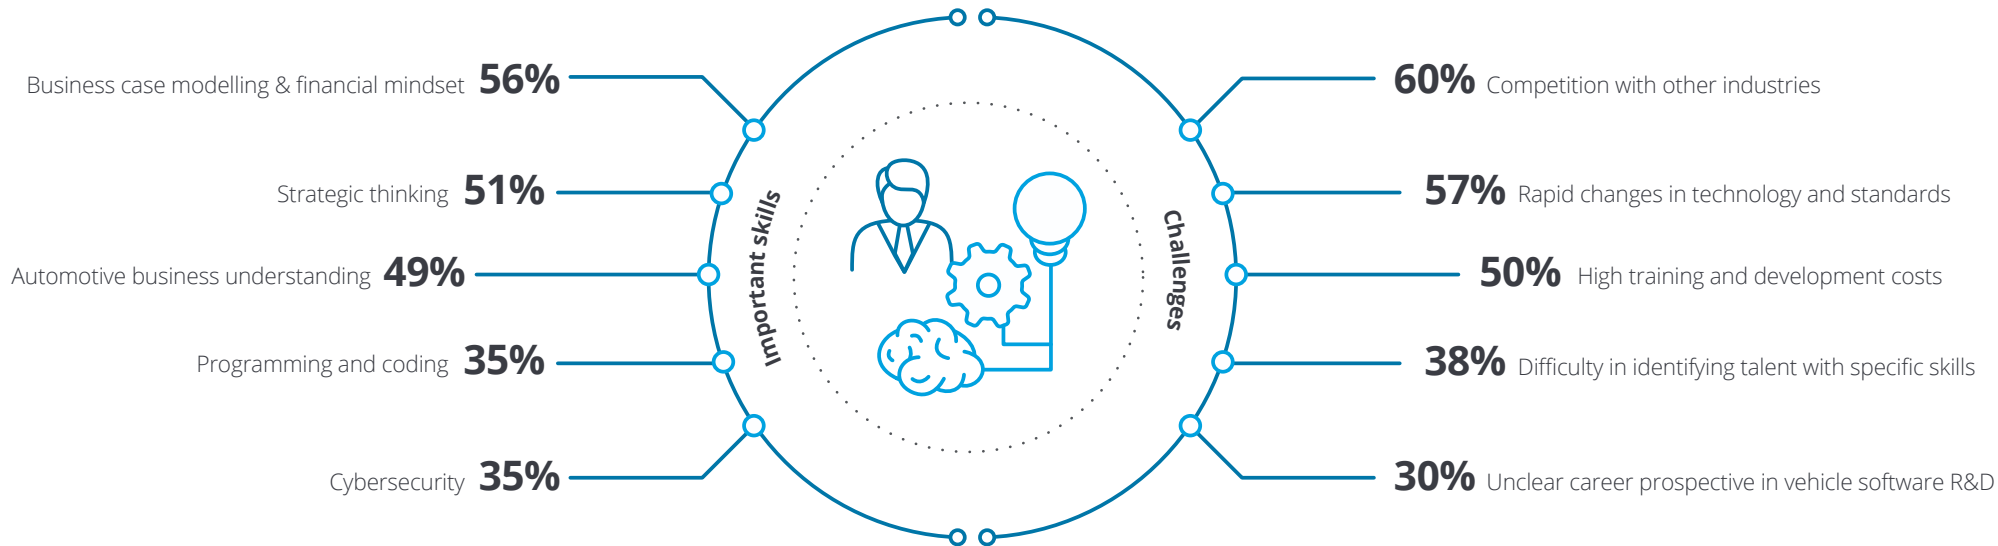 Business case modelling & financial mindset 56%
Strategic thinking 51%
Automotive business understanding 49%
Programming and coding 35%
Cybersecurity 35%
Important skills
Challenges
60% Competition with other industries
57% Rapid changes in technology and standards
50% High training and development costs
38% Difficulty in identifying talent with specific skills
30% Unclear career prospective in vehicle software R&D